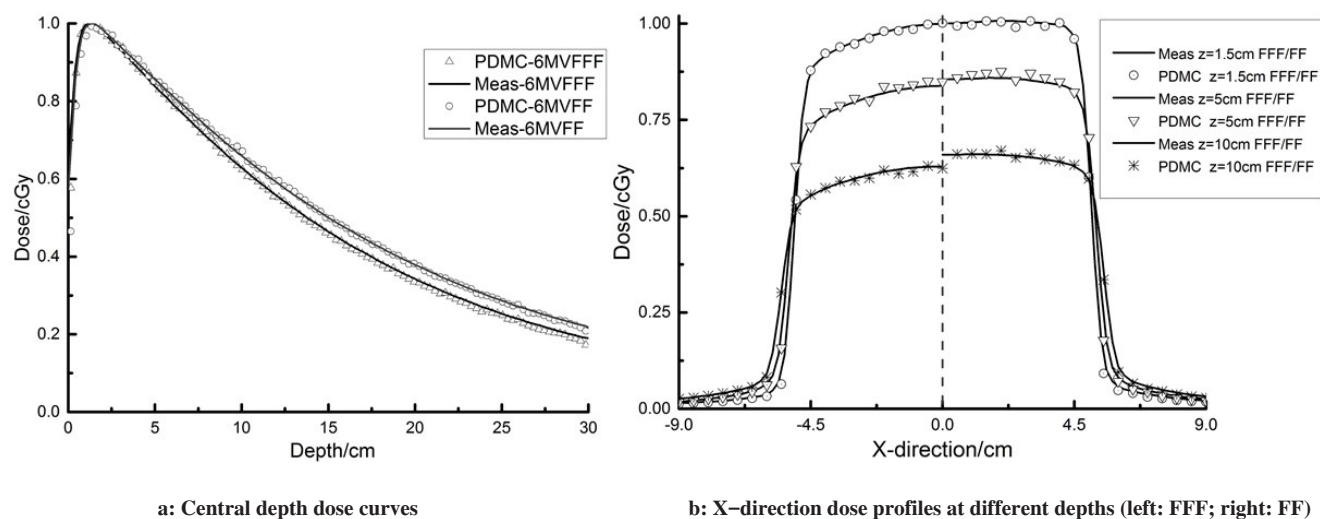 1.0
0.8
0.6
0.4
0.2
0.0
Dose/cGy
0 5 10 15 20 25 30
Depth/cm
PDMC-6MVFFF
Meas-6MVFFF
PDMC-6MVFF
Meas-6MVFF
a: Central depth dose curves
1.00
0.75
0.50
0.25
0.00
Dose/cGy
-9.0 -4.5 0.0 4.5 9.0
X-direction/cm
Meas z=1.5cm FFF/FF
PDMC z=1.5cm FFF/FF
Meas z=5cm FFF/FF
PDMC z=5cm FFF/FF
Meas z=10cm FFF/FF
PDMC z=10cm FFF/FF
b: X−direction dose profiles at different depths (left: FFF; right: FF)